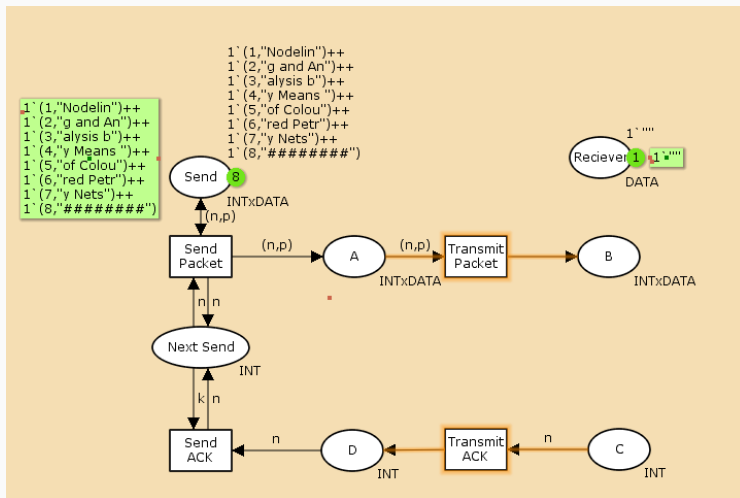 1`(1,"Nodelin")++
1`(2,"g and An")++
1`(3,"alysis b")++
1`(4,"y Means ")++
1`(5,"of Colou")++
1`(6,"red Petr")++
1`(7,"y Nets")++
1`(8,"########")
1`(1,"Nodelin")++
1`(2,"g and An")++
1`(3,"alysis b")++
1`(4,"y Means ")++
1`(5,"of Colou")++
1`(6,"red Petr")++
1`(7,"y Nets")++
1`(8,"########")
1`""
Send
8
INTxDATA
Reciever
1
1`""
DATA
(n,p)
Send
Packet
(n,p)
A
INTxDATA
(n,p)
Transmit
Packet
B
INTxDATA
n
n
Next Send
INT
k
n
Send
ACK
n
D
INT
Transmit
ACK
n
C
INT